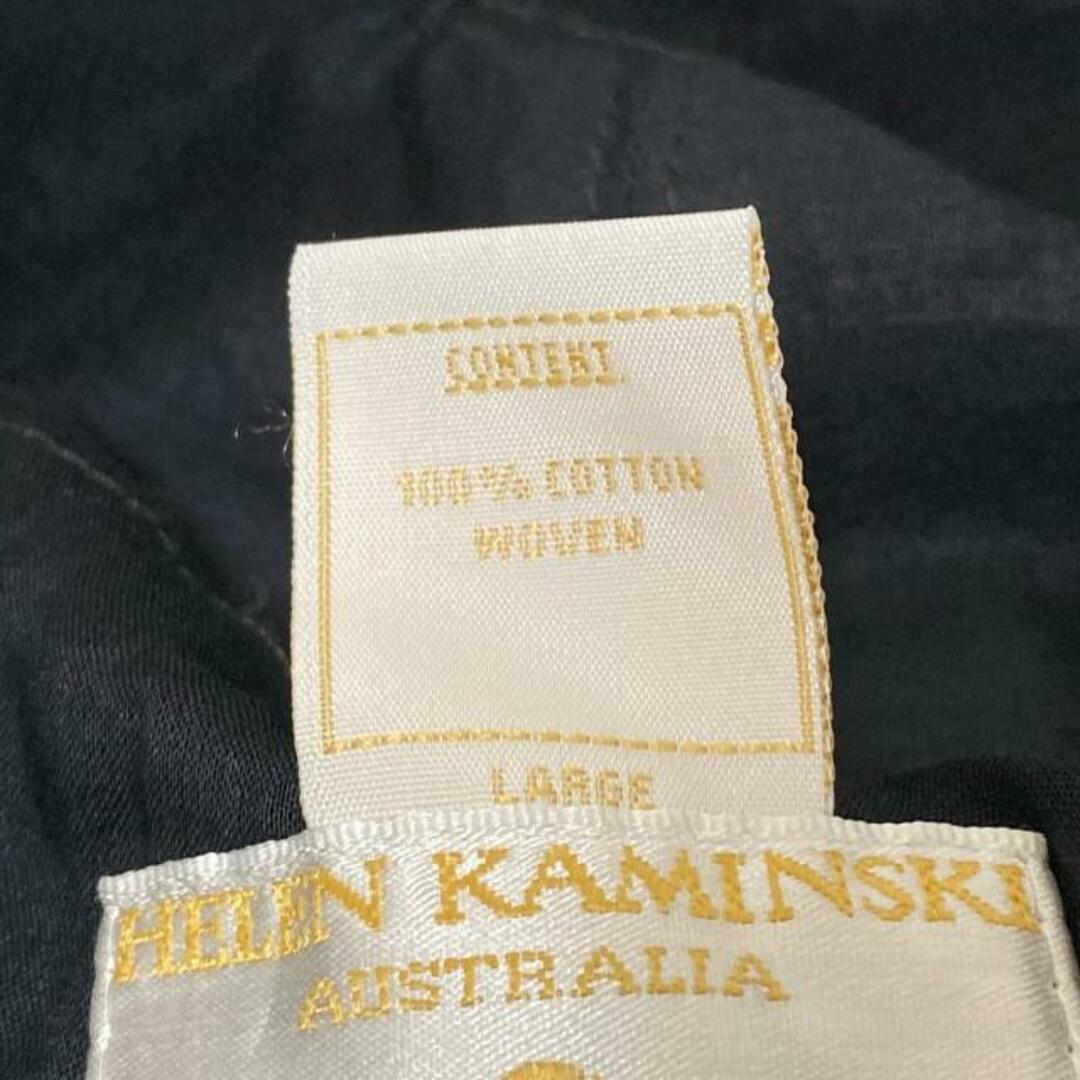 CONTENT
100% COTTON
WOVEN
LARGE
HELEN KAMINSKI
AUSTRALIA